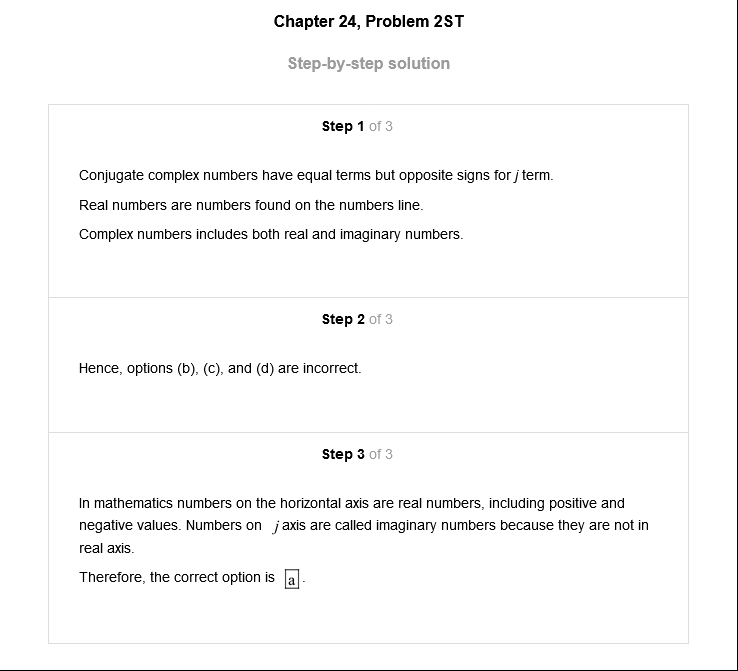 Chapter 24, Problem 2ST
Step-by-step solution
Step 1 of 3
Conjugate complex numbers have equal terms but opposite signs for j term.
Real numbers are numbers found on the numbers line.
Complex numbers includes both real and imaginary numbers.
Step 2 of 3
Hence, options (b), (c), and (d) are incorrect.
Step 3 of 3
In mathematics numbers on the horizontal axis are real numbers, including positive and
negative values. Numbers on j axis are called imaginary numbers because they are not in
real axis.
Therefore, the correct option is a.